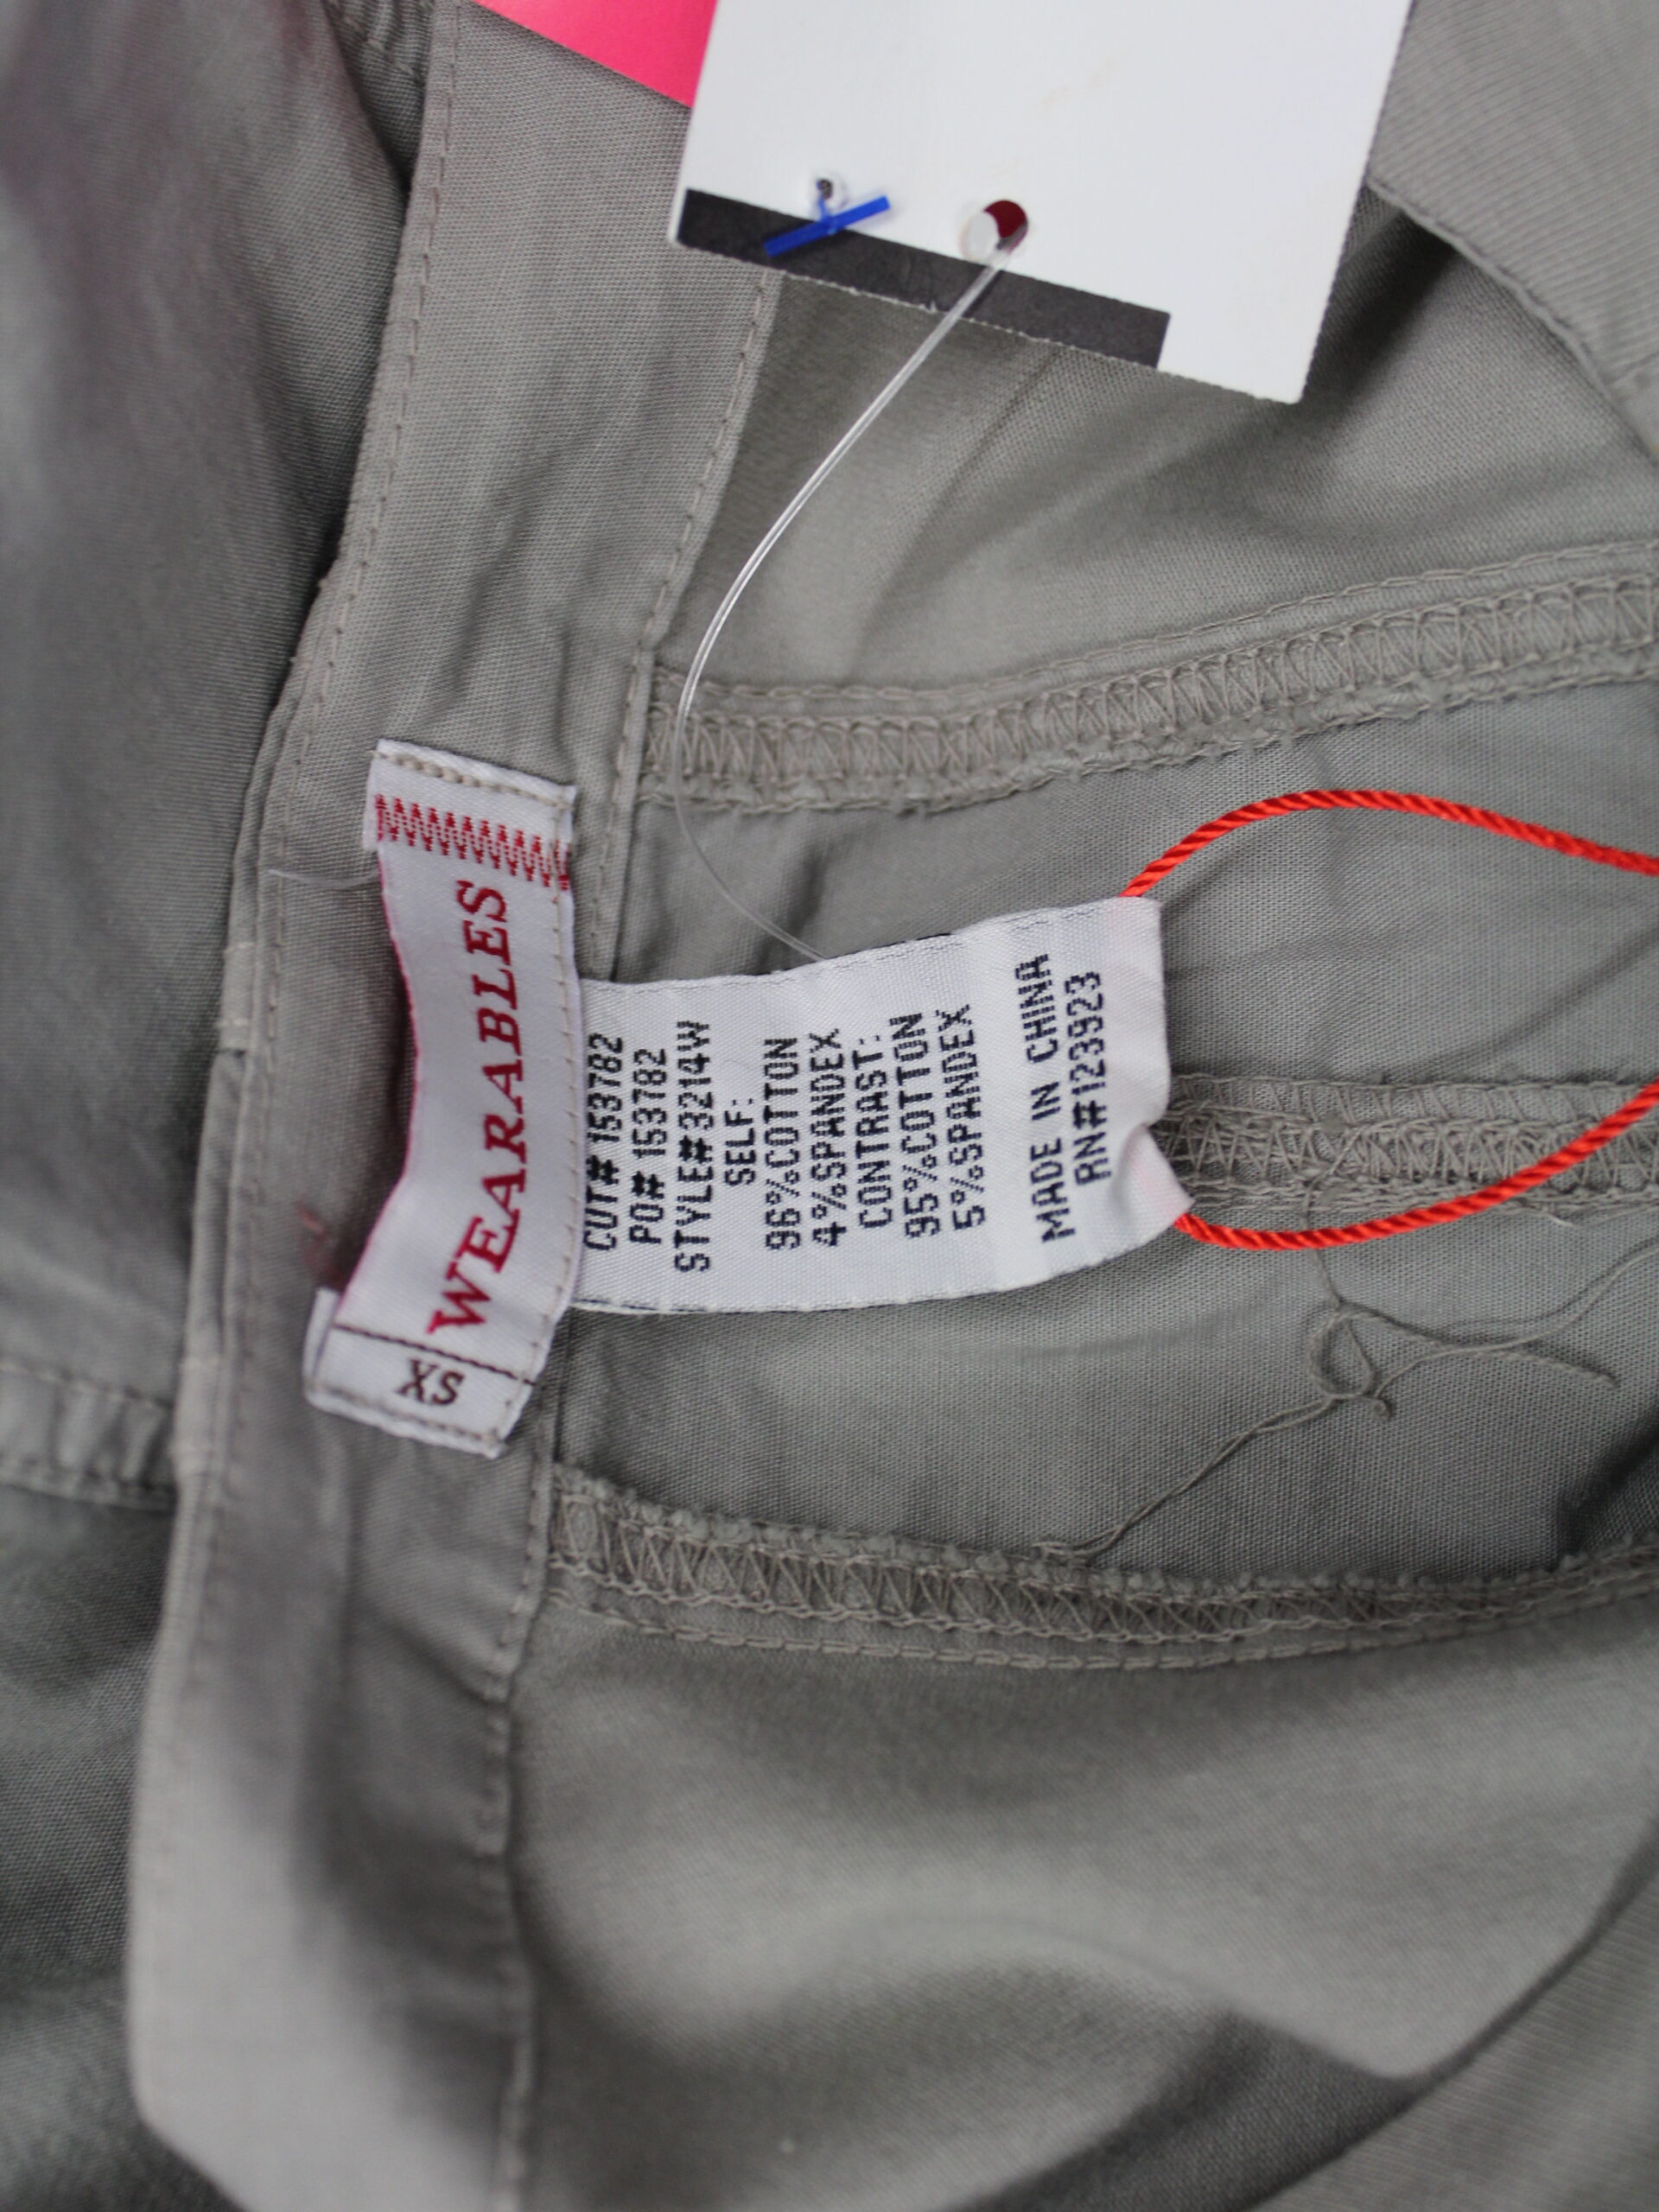 WEARABLES
XS
CUT# 153782
PO# 153782
STYLE#3214W
SELF:
96%COTTON
4%SPANDEX
CONTRAST:
95%COTTON
5%SPANDEX
MADE IN CHINA
RN#123923